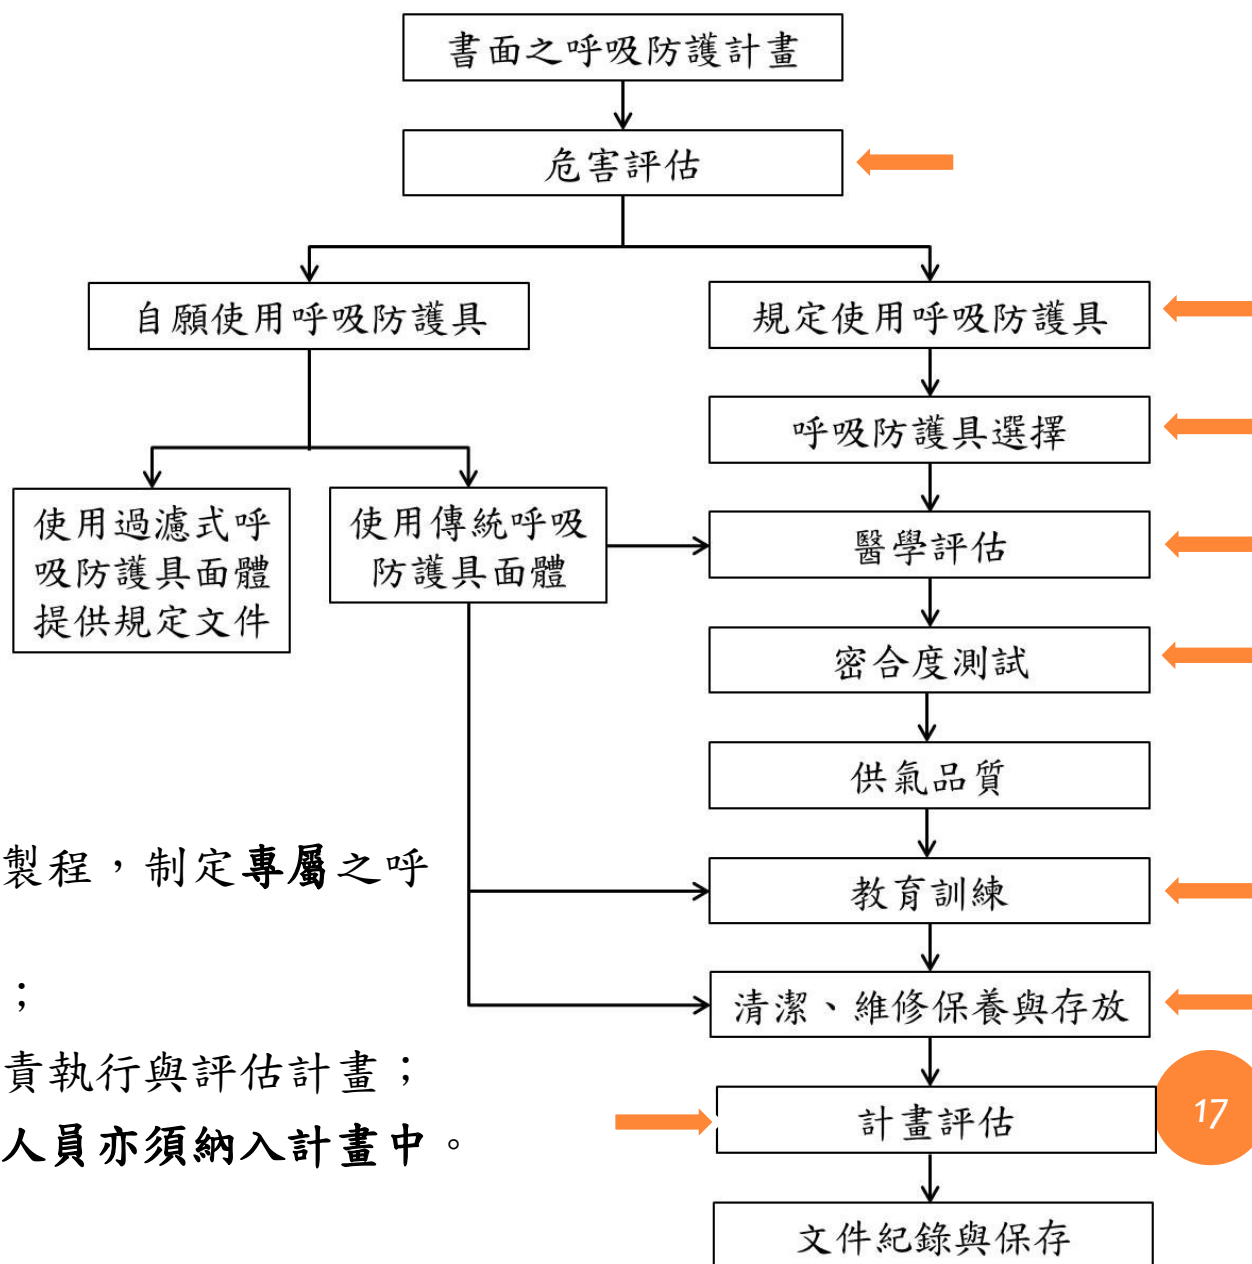 書面之呼吸防護計畫
危害評估
自願使用呼吸防護具
規定使用呼吸防護具
呼吸防護具選擇
使用過濾式呼
吸防護具面體
提供規定文件
使用傳統呼吸
防護具面體
醫學評估
密合度測試
供氣品質
製程，制定專屬之呼
教育訓練
；
清潔、維修保養與存放
責執行與評估計畫；
計畫評估
17
人員亦須納入計畫中。
文件紀錄與保存